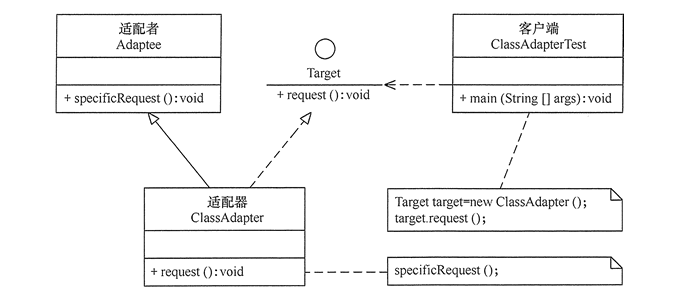 适配者
Adaptee
+ specificRequest ():void
Target
+ request ():void
客户端
ClassAdapterTest
+ main (String [] args):void
适配器
ClassAdapter
+ request ():void
Target target=new ClassAdapter ();
target.request ();
specificRequest ();